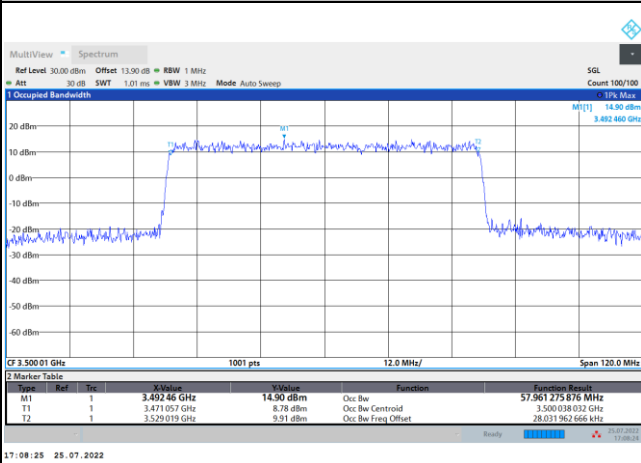 MultiView Spectrum
Ref Level 30.00 dBm Offset 13.90 dB RBW 1 MHz SGL
Att 30 dB SWT 1.01 ms VBW 3 MHz Mode Auto Sweep Count 100/100
1 Occupied Bandwidth 1Pk Max
M1[1] 14.90 dBm
3.492 460 GHz
20 dBm
M1
T1
T2
10 dBm
0 dBm
-10 dBm
-20 dBm
-30 dBm
-40 dBm
-50 dBm
-60 dBm
CF 3.500 01 GHz 1001 pts 12.0 MHz/ Span 120.0 MHz
2 Marker Table
Type Ref Trc X-Value Y-Value Function Function Result
M1 1 3.492 46 GHz 14.90 dBm Occ Bw 57.961 275 876 MHz
T1 1 3.471 057 GHz 8.78 dBm Occ Bw Centroid 3.500 038 032 GHz
T2 1 3.529 019 GHz 9.91 dBm Occ Bw Freq Offset 28.031 962 666 kHz
Ready 25.07.2022
17:08:24
17:08:25 25.07.2022